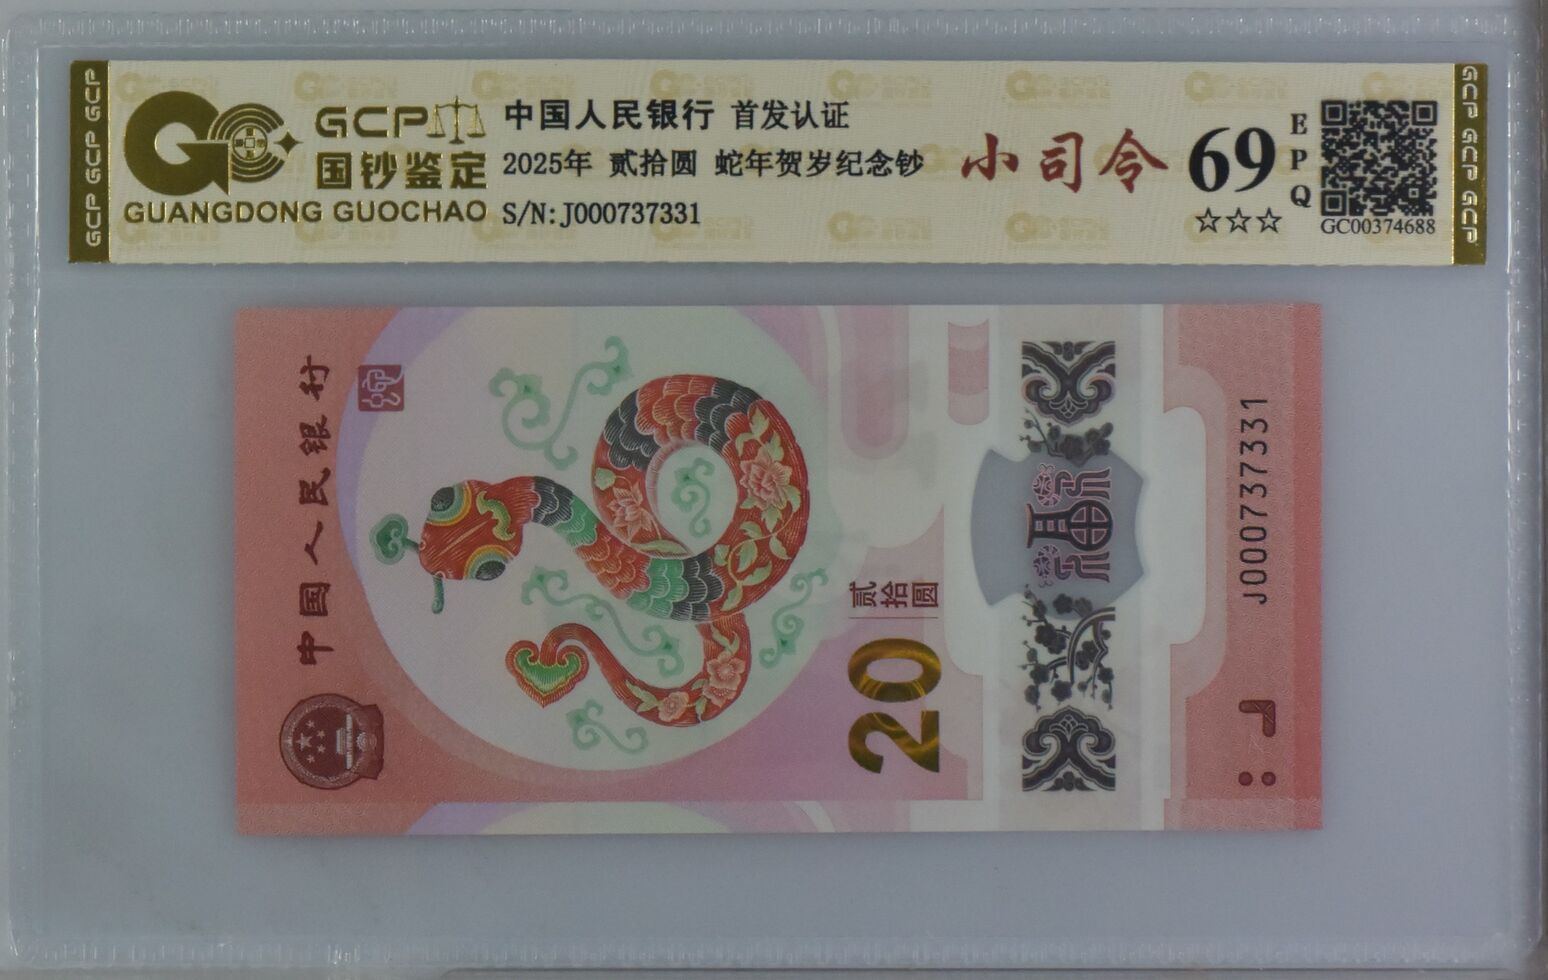 GCP GCP GCP
GCP
国钞鉴定
GUANGDONG GUOCHAO
中国人民银行 首发认证
2025年 贰拾圆 蛇年贺岁纪念钞
S/N:J000737331
小司令
69
EPQ
☆☆☆
GC00374688
GCP GCP GCP
中国人民银行
贰拾圆
20
福
J000737331